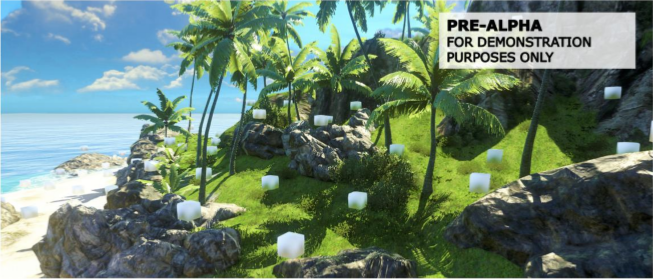 PRE-ALPHA
FOR DEMONSTRATION
PURPOSES ONLY